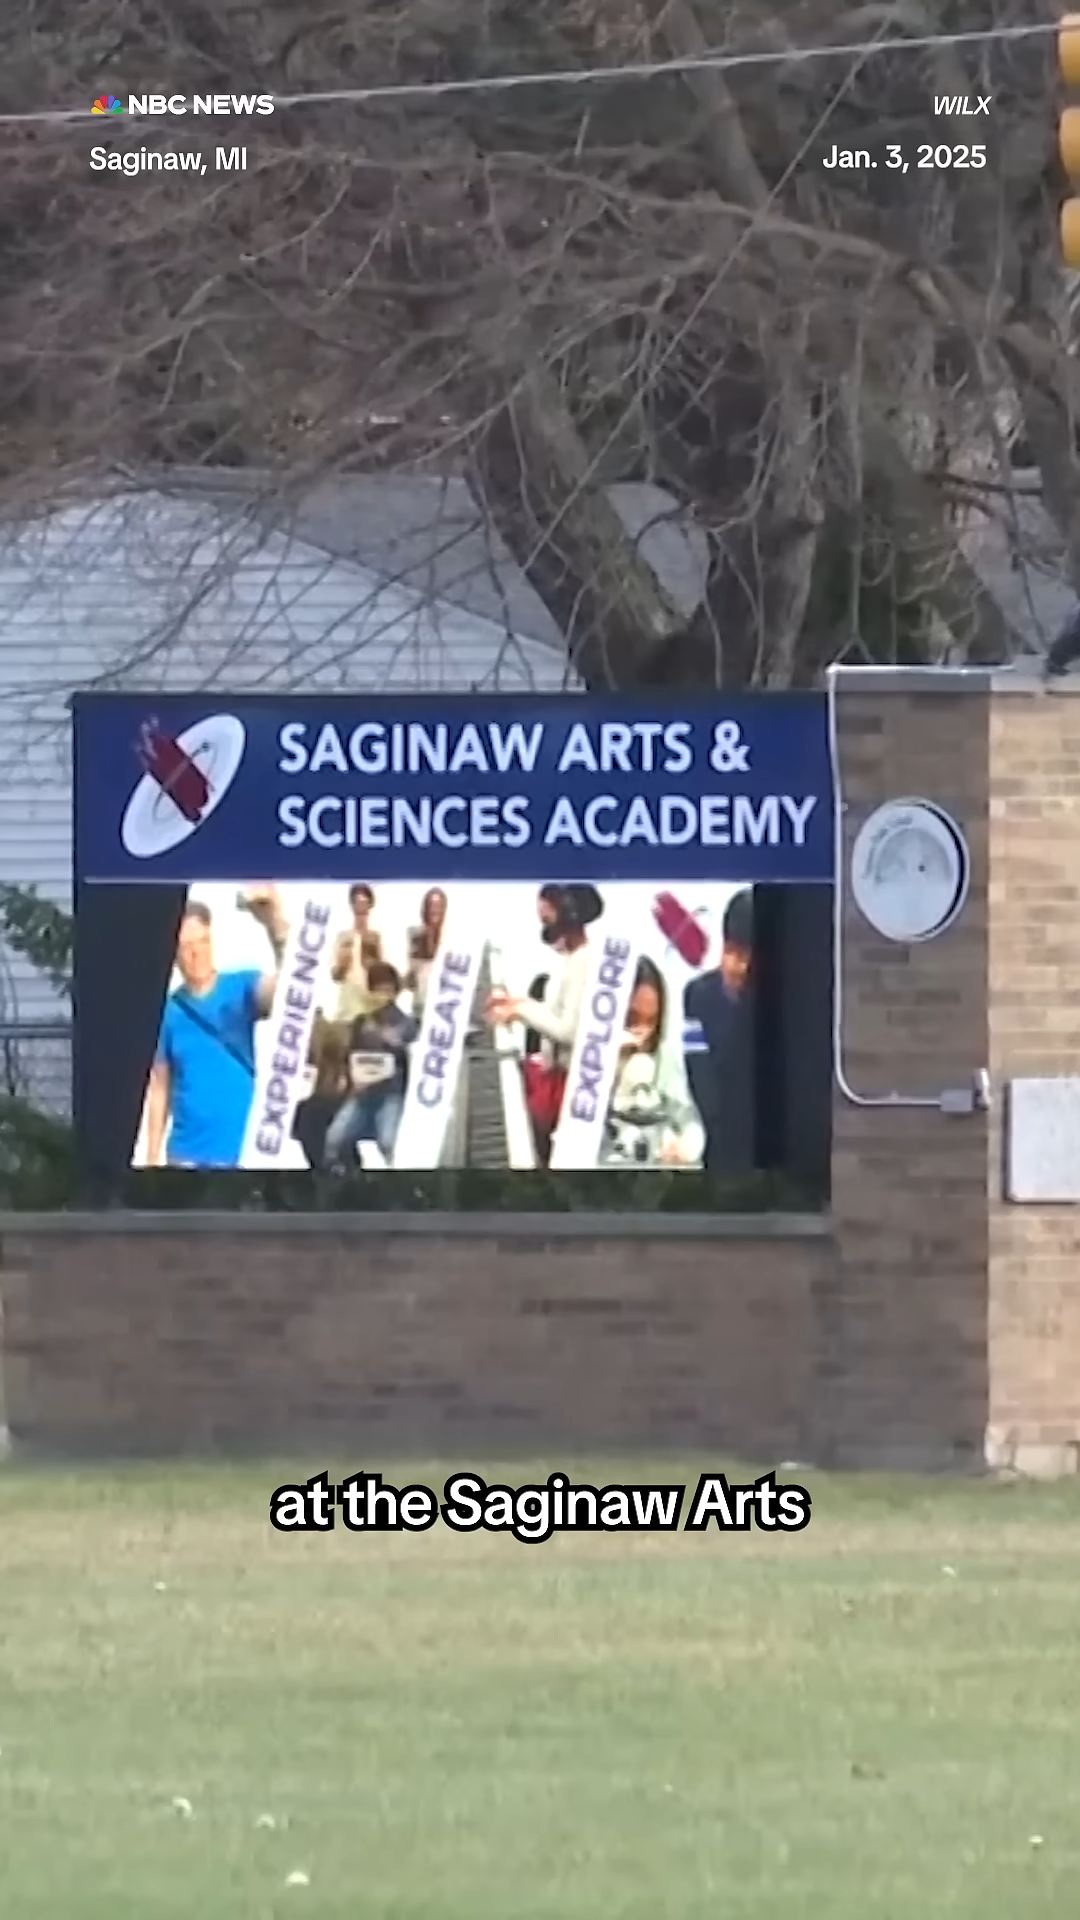 NBC NEWS
WILX
Saginaw, MI
Jan. 3, 2025
SAGINAW ARTS &
SCIENCES ACADEMY
EXPERIENCE
CREATE
EXPLORE
at the Saginaw Arts